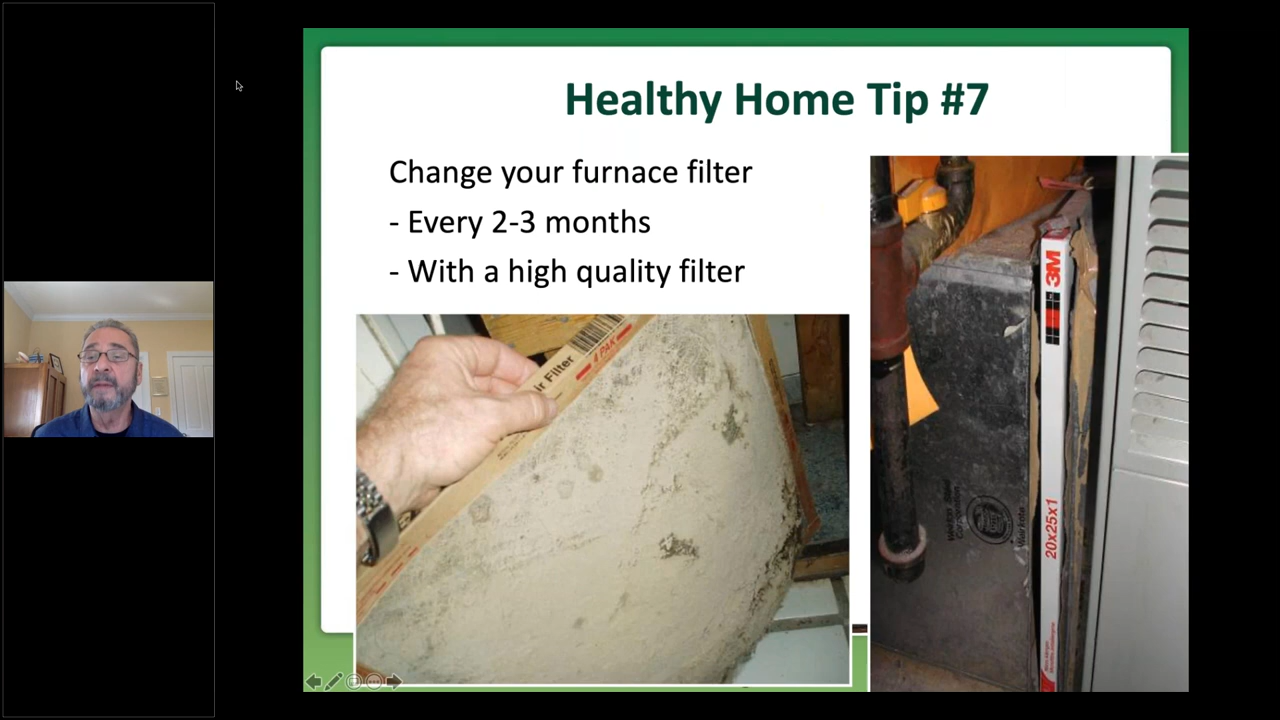 Healthy Home Tip #7
Change your furnace filter
- Every 2-3 months
- With a high quality filter
ir Filter
4 PAK
3M
20x25x1